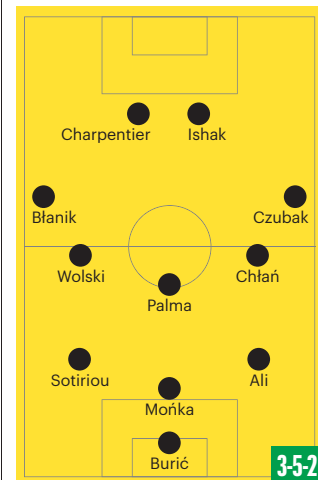 Charpentier Ishak
Błanik Czubak
Wolski Chłań
Palma
Sotiriou Ali
Mońka
Burić
3-5-2